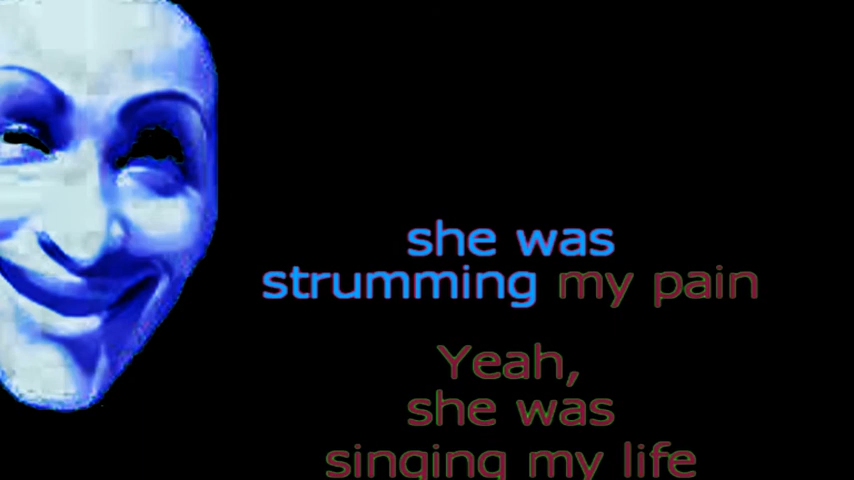 she was
strumming my pain
Yeah,
she was
singing my life